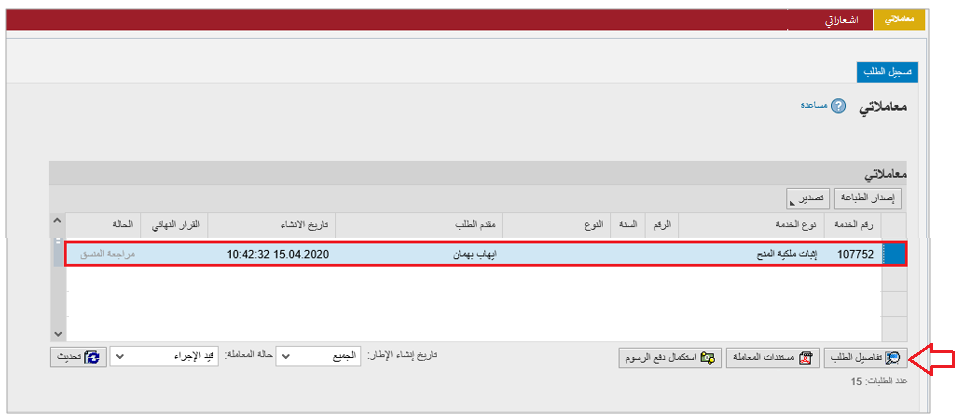 معاملاتي اشعاراتي
تسجيل الطلب
معاملاتي ? مساعدة
معاملاتي
إصدار الطباعة تصدير
رقم الخدمة نوع الخدمة الرقم السنة النوع مقدم الطلب تاريخ الانشاء القرار النهائي الحالة
107752 إثبات ملكية المنح ايهاب بهمان 10:42:32 15.04.2020 مراجعة المنسق
تفاصيل الطلب مستندات المعاملة استكمال دفع الرسوم تاريخ إنشاء الإطار: الجميع حالة المعاملة: قيد الإجراء تحديث
عدد الطلبات: 15